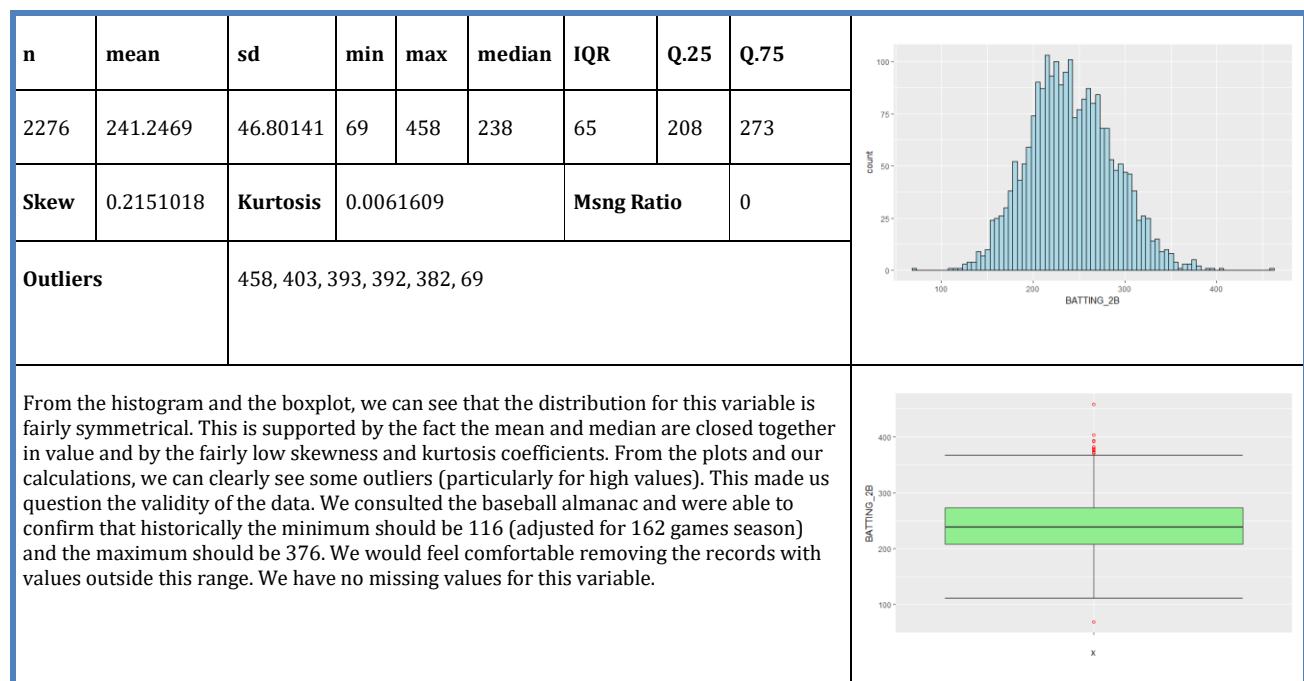 n mean sd min max median IQR Q.25 Q.75
2276 241.2469 46.80141 69 458 238 65 208 273
Skew 0.2151018 Kurtosis 0.0061609 Msng Ratio 0
Outliers 458, 403, 393, 392, 382, 69
100
75
50
25
0
count
100 200 300 400
BATTING_2B
From the histogram and the boxplot, we can see that the distribution for this variable is
fairly symmetrical. This is supported by the fact the mean and median are closed together
in value and by the fairly low skewness and kurtosis coefficients. From the plots and our
calculations, we can clearly see some outliers (particularly for high values). This made us
question the validity of the data. We consulted the baseball almanac and were able to
confirm that historically the minimum should be 116 (adjusted for 162 games season)
and the maximum should be 376. We would feel comfortable removing the records with
values outside this range. We have no missing values for this variable.
400
300
200
100
BATTING_2B
x